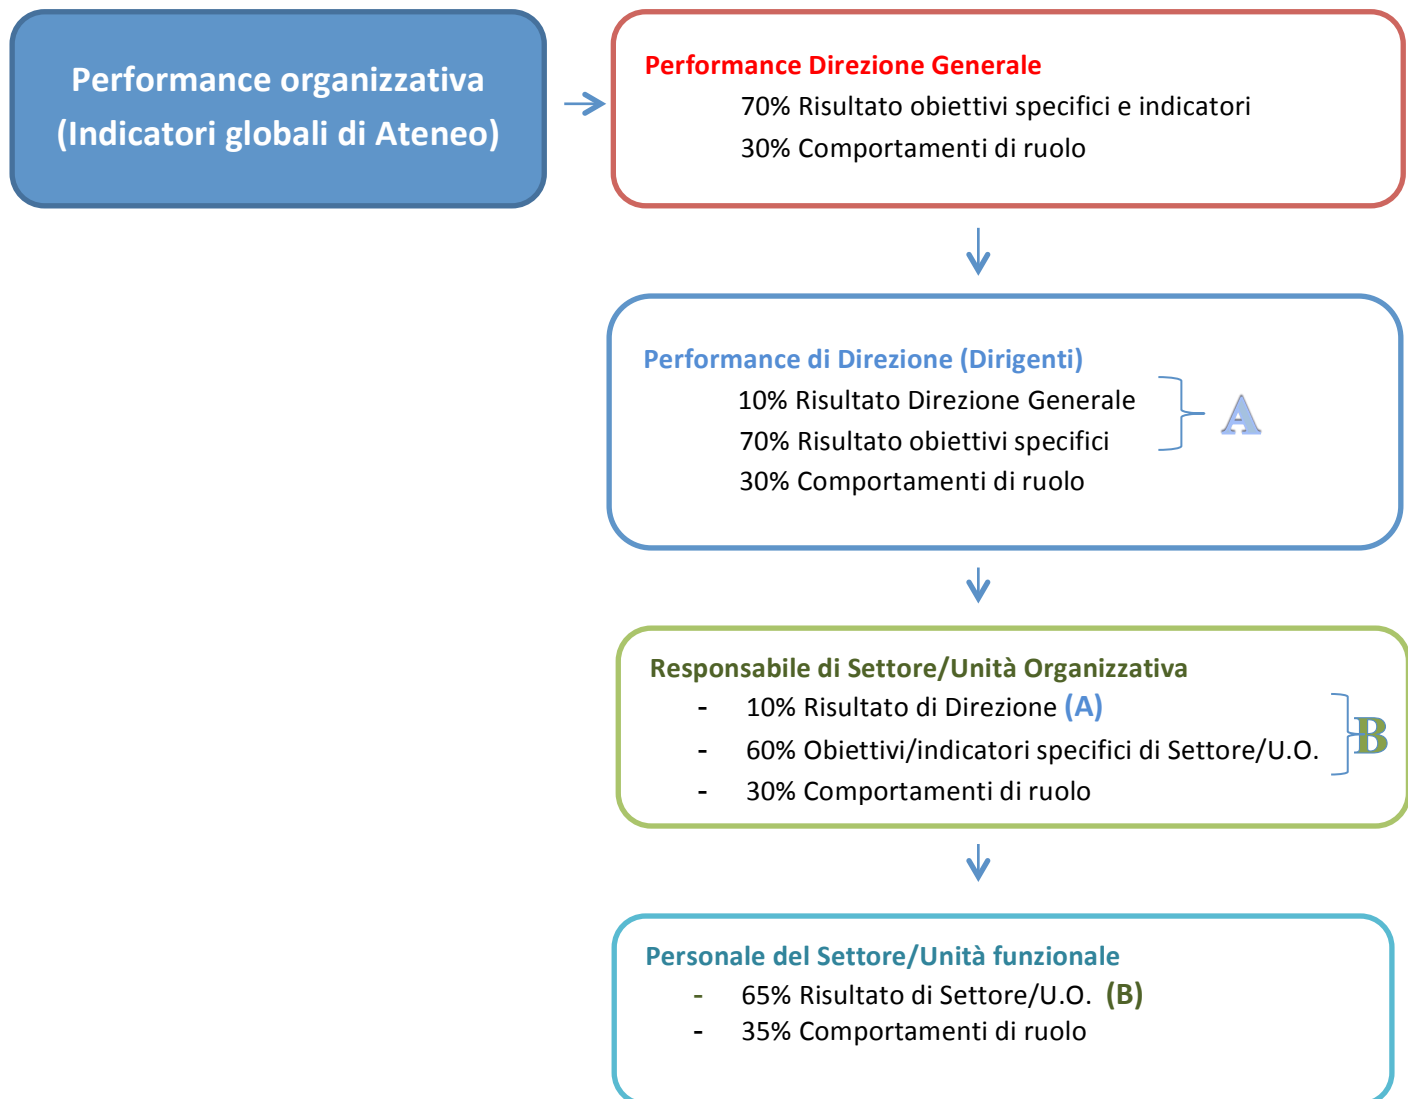 Performance organizzativa
(Indicatori globali di Ateneo)
Performance Direzione Generale
70% Risultato obiettivi specifici e indicatori
30% Comportamenti di ruolo
Performance di Direzione (Dirigenti)
10% Risultato Direzione Generale
70% Risultato obiettivi specifici
A
30% Comportamenti di ruolo
Responsabile di Settore/Unità Organizzativa
- 10% Risultato di Direzione (A)
- 60% Obiettivi/indicatori specifici di Settore/U.O.
B
- 30% Comportamenti di ruolo
Personale del Settore/Unità funzionale
- 65% Risultato di Settore/U.O. (B)
- 35% Comportamenti di ruolo